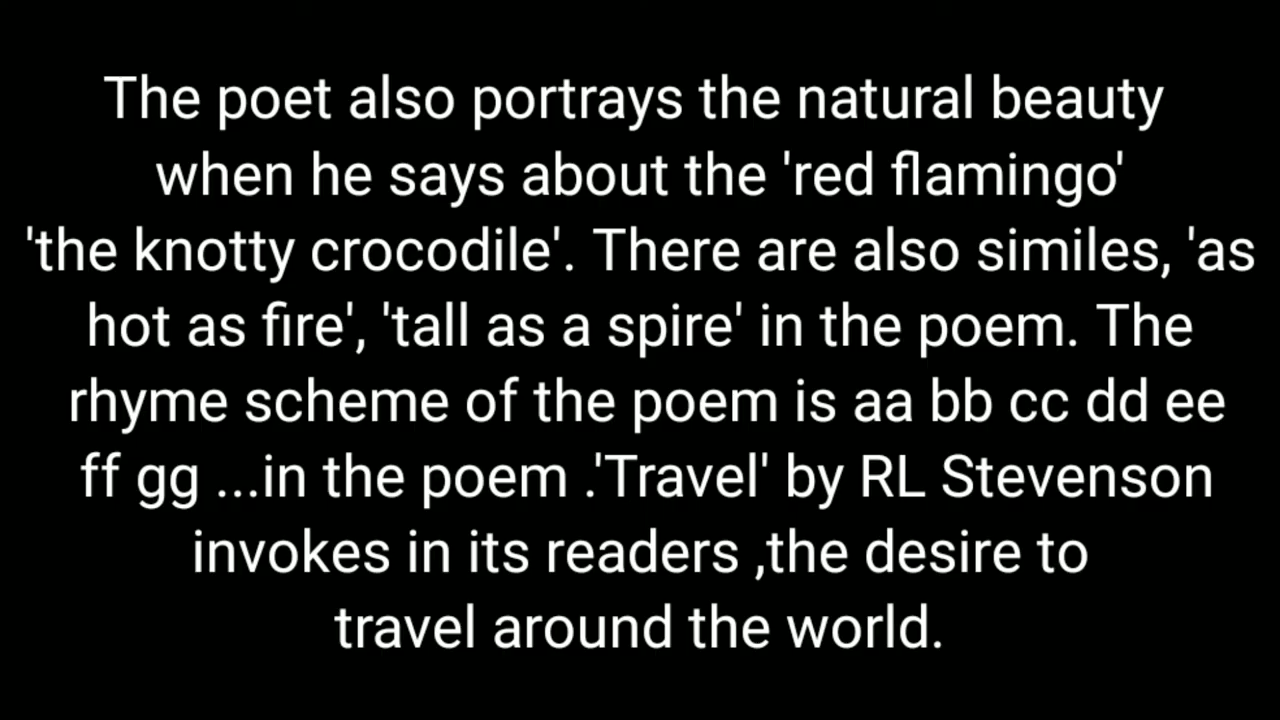 The poet also portrays the natural beauty
when he says about the 'red flamingo'
'the knotty crocodile'. There are also similes, 'as
hot as fire', 'tall as a spire' in the poem. The
rhyme scheme of the poem is aa bb cc dd ee
ff gg ...in the poem .'Travel' by RL Stevenson
invokes in its readers ,the desire to
travel around the world.